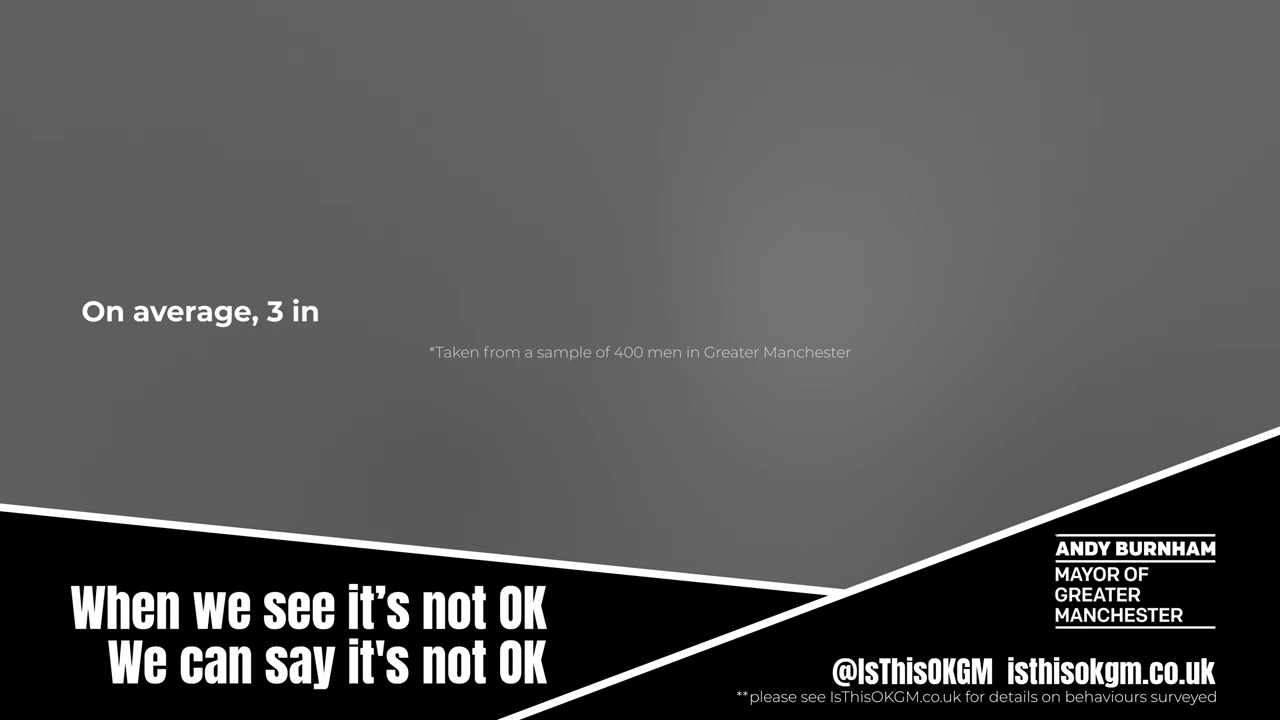 On average, 3 in
*Taken from a sample of 400 men in Greater Manchester
When we see it’s not OK
We can say it's not OK
ANDY BURNHAM
MAYOR OF
GREATER
MANCHESTER
@IsThisOKGM isthisokgm.co.uk
**please see IsThisOKGM.co.uk for details on behaviours surveyed